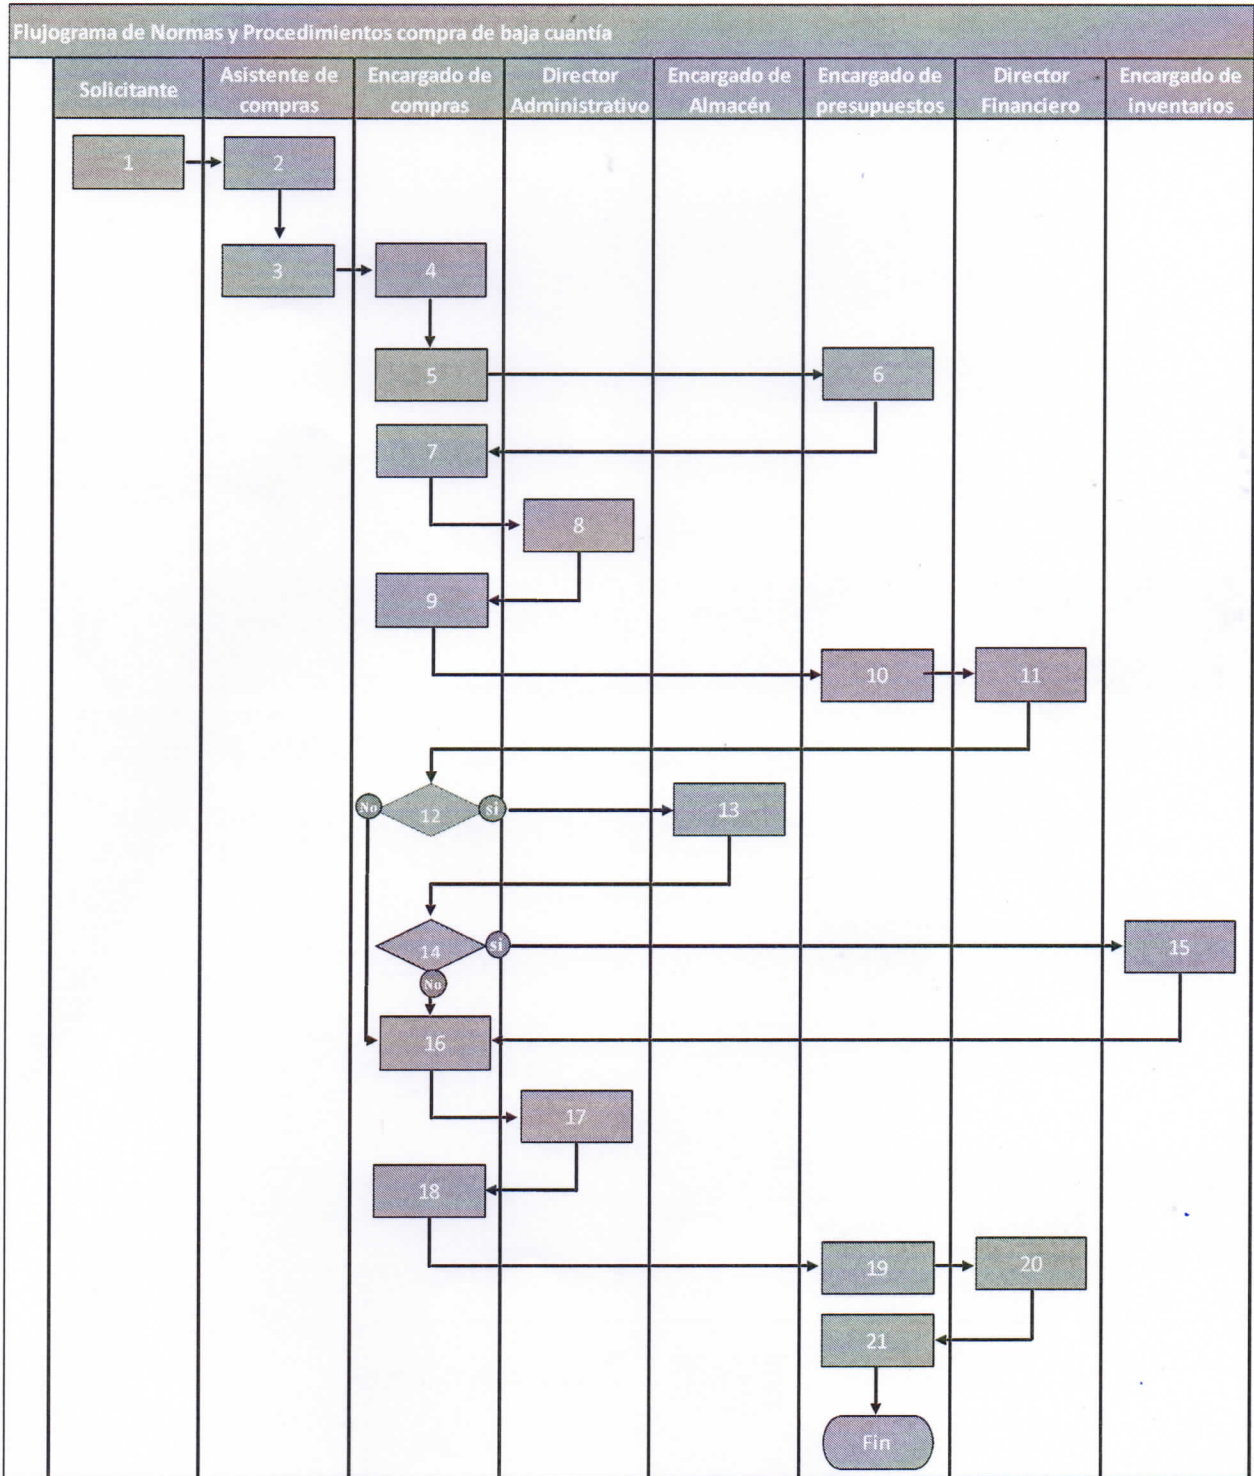 Flujograma de Normas y Procedimientos compra de baja cuantía
Solicitante
Asistente de
compras
Encargado de
compras
Director
Administrativo
Encargado de
Almacén
Encargado de
presupuestos
Director
Financiero
Encargado de
inventarios
1
2
3
4
5
6
7
8
9
10
11
No
12
si
13
14
si
No
15
16
17
18
19
20
21
Fin